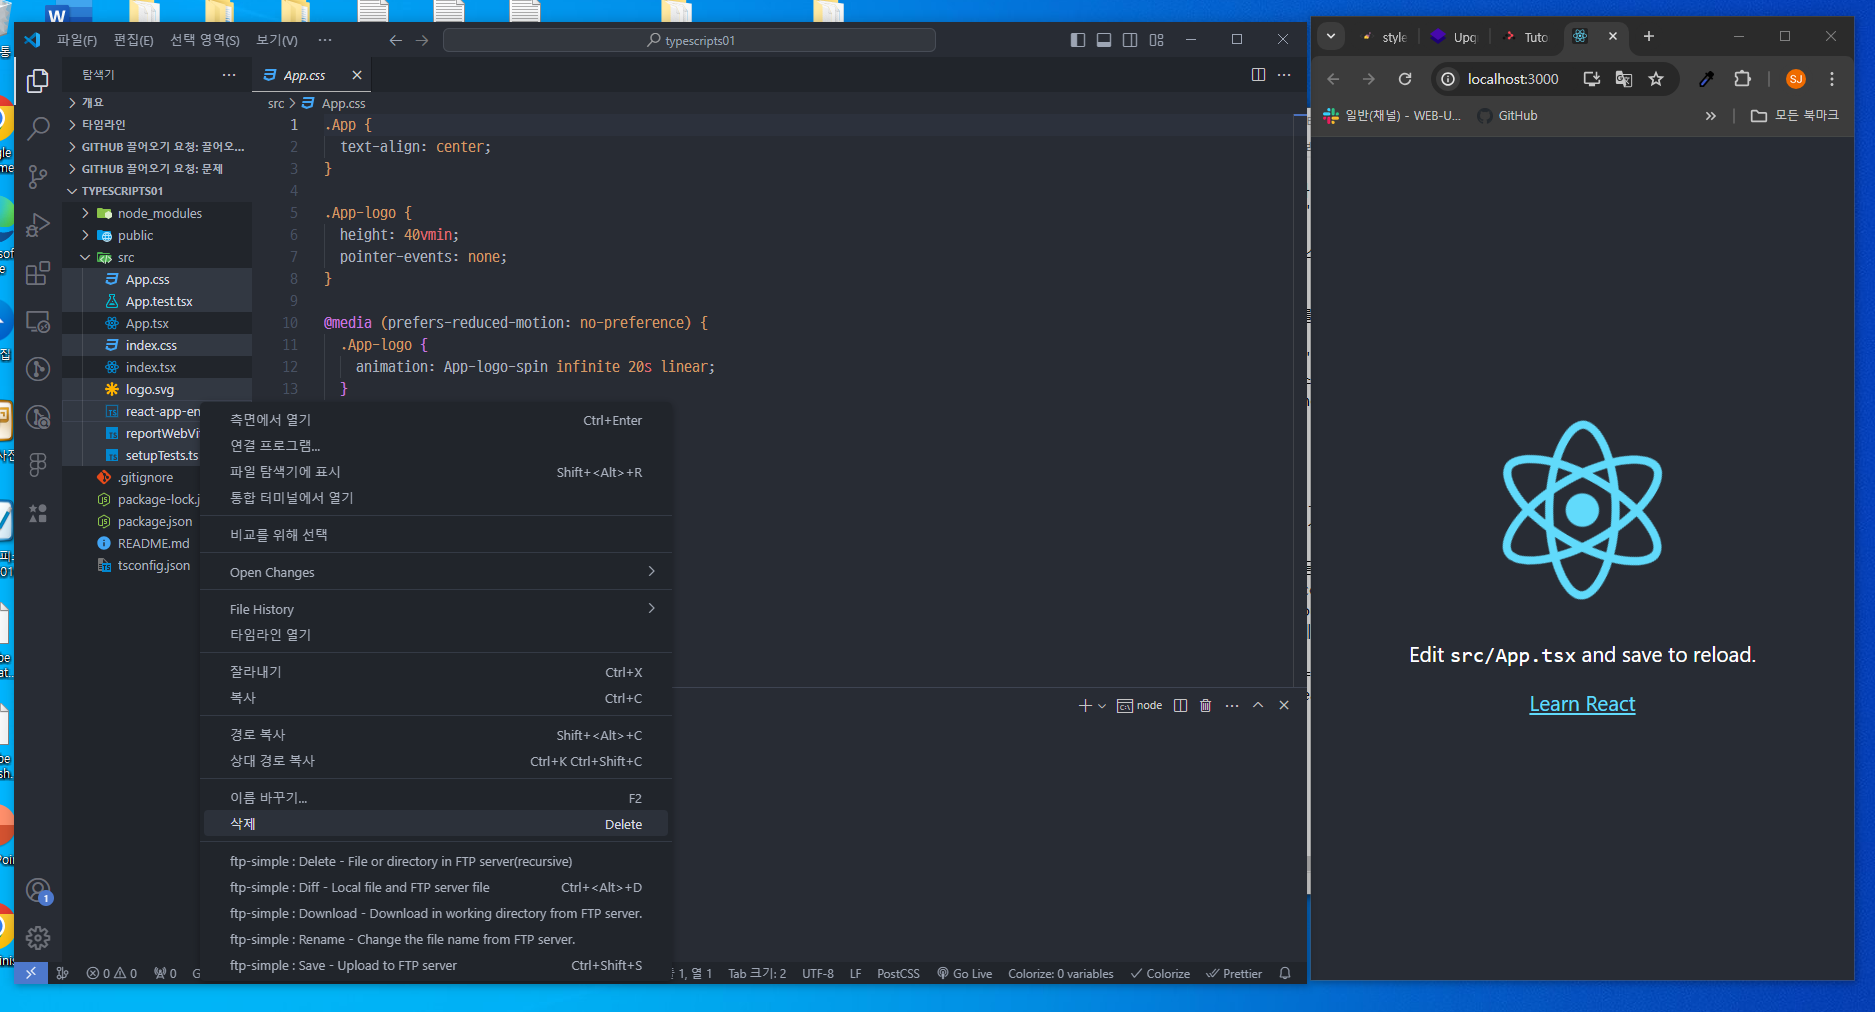 파일(F) 편집(E) 선택 영역(S) 보기(V) ··· typescripts01
탐색기 ···
App.css
개요
타임라인
GITHUB 끌어오기 요청: 끌어오...
GITHUB 끌어오기 요청: 문제
TYPESCRIPTS01
node_modules
public
src
App.css
App.test.tsx
App.tsx
index.css
index.tsx
logo.svg
react-app-en
reportWebVi
setupTests.ts
.gitignore
package-lock.j
package.json
README.md
tsconfig.json
src > App.css
1 .App {
2 text-align: center;
3 }
4
5 .App-logo {
6 height: 40vmin;
7 pointer-events: none;
8 }
9
10 @media (prefers-reduced-motion: no-preference) {
11 .App-logo {
12 animation: App-logo-spin infinite 20s linear;
13 }
측면에서 열기 Ctrl+Enter
연결 프로그램...
파일 탐색기에 표시 Shift+<Alt>+R
통합 터미널에서 열기
비교를 위해 선택
Open Changes
File History
타임라인 열기
잘라내기 Ctrl+X
복사 Ctrl+C
경로 복사 Shift+<Alt>+C
상대 경로 복사 Ctrl+K Ctrl+Shift+C
이름 바꾸기... F2
삭제 Delete
ftp-simple : Delete - File or directory in FTP server(recursive)
ftp-simple : Diff - Local file and FTP server file Ctrl+<Alt>+D
ftp-simple : Download - Download in working directory from FTP server.
ftp-simple : Rename - Change the file name from FTP server.
ftp-simple : Save - Upload to FTP server Ctrl+Shift+S
node
0 0 0 G 1, 열 1 Tab 크기: 2 UTF-8 LF PostCSS Go Live Colorize: 0 variables Colorize Prettier
1
style Upq Tuto
localhost:3000 SJ
일반(채널) - WEB-U... GitHub » 모든 북마크
Edit src/App.tsx and save to reload.
Learn React